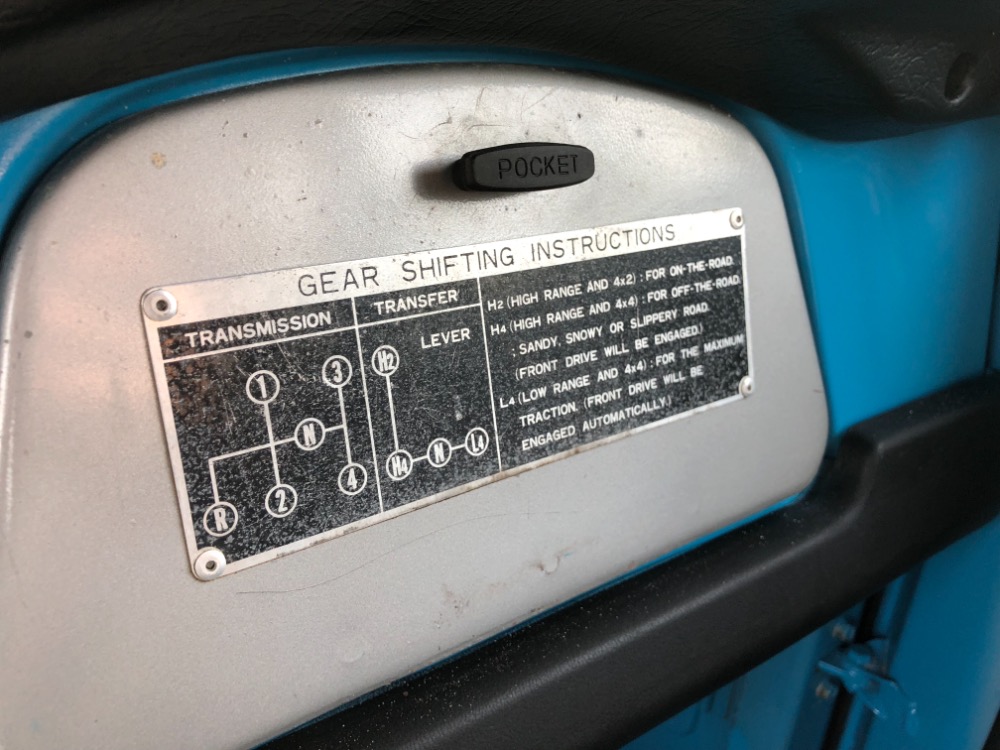 POCKET
GEAR SHIFTING INSTRUCTIONS
TRANSMISSION
1 3
N
R 2 4
TRANSFER
LEVER
H2
H4 N L4
H2 (HIGH RANGE AND 4x2) : FOR ON-THE-ROAD.
H4 (HIGH RANGE AND 4x4) : FOR OFF-THE-ROAD.
; SANDY, SNOWY OR SLIPPERY ROAD.
(FRONT DRIVE WILL BE ENGAGED.)
L4 (LOW RANGE AND 4x4) : FOR THE MAXIMUM
TRACTION. (FRONT DRIVE WILL BE
ENGAGED AUTOMATICALLY.)